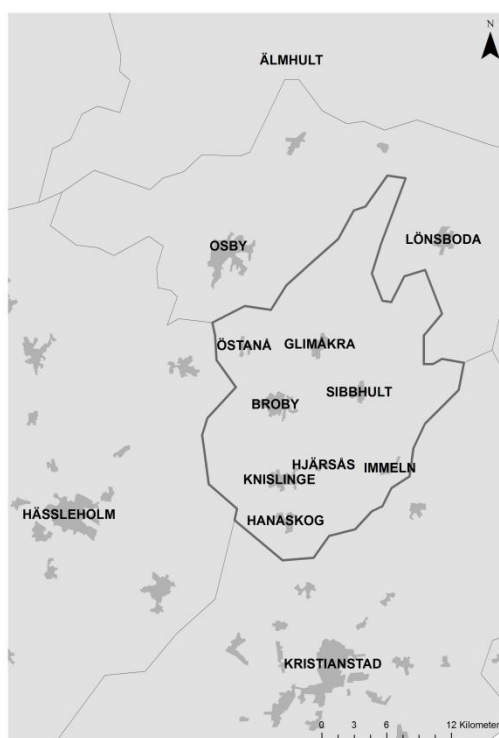 N
ÄLMHULT
OSBY
LÖNSBODA
ÖSTANÅ
GLIMÅKRA
SIBBHULT
BROBY
HJÄRSÅS
IMMELN
KNISLINGE
HÄSSLEHOLM
HANASKOG
KRISTIANSTAD
0 3 6 12 Kilometer